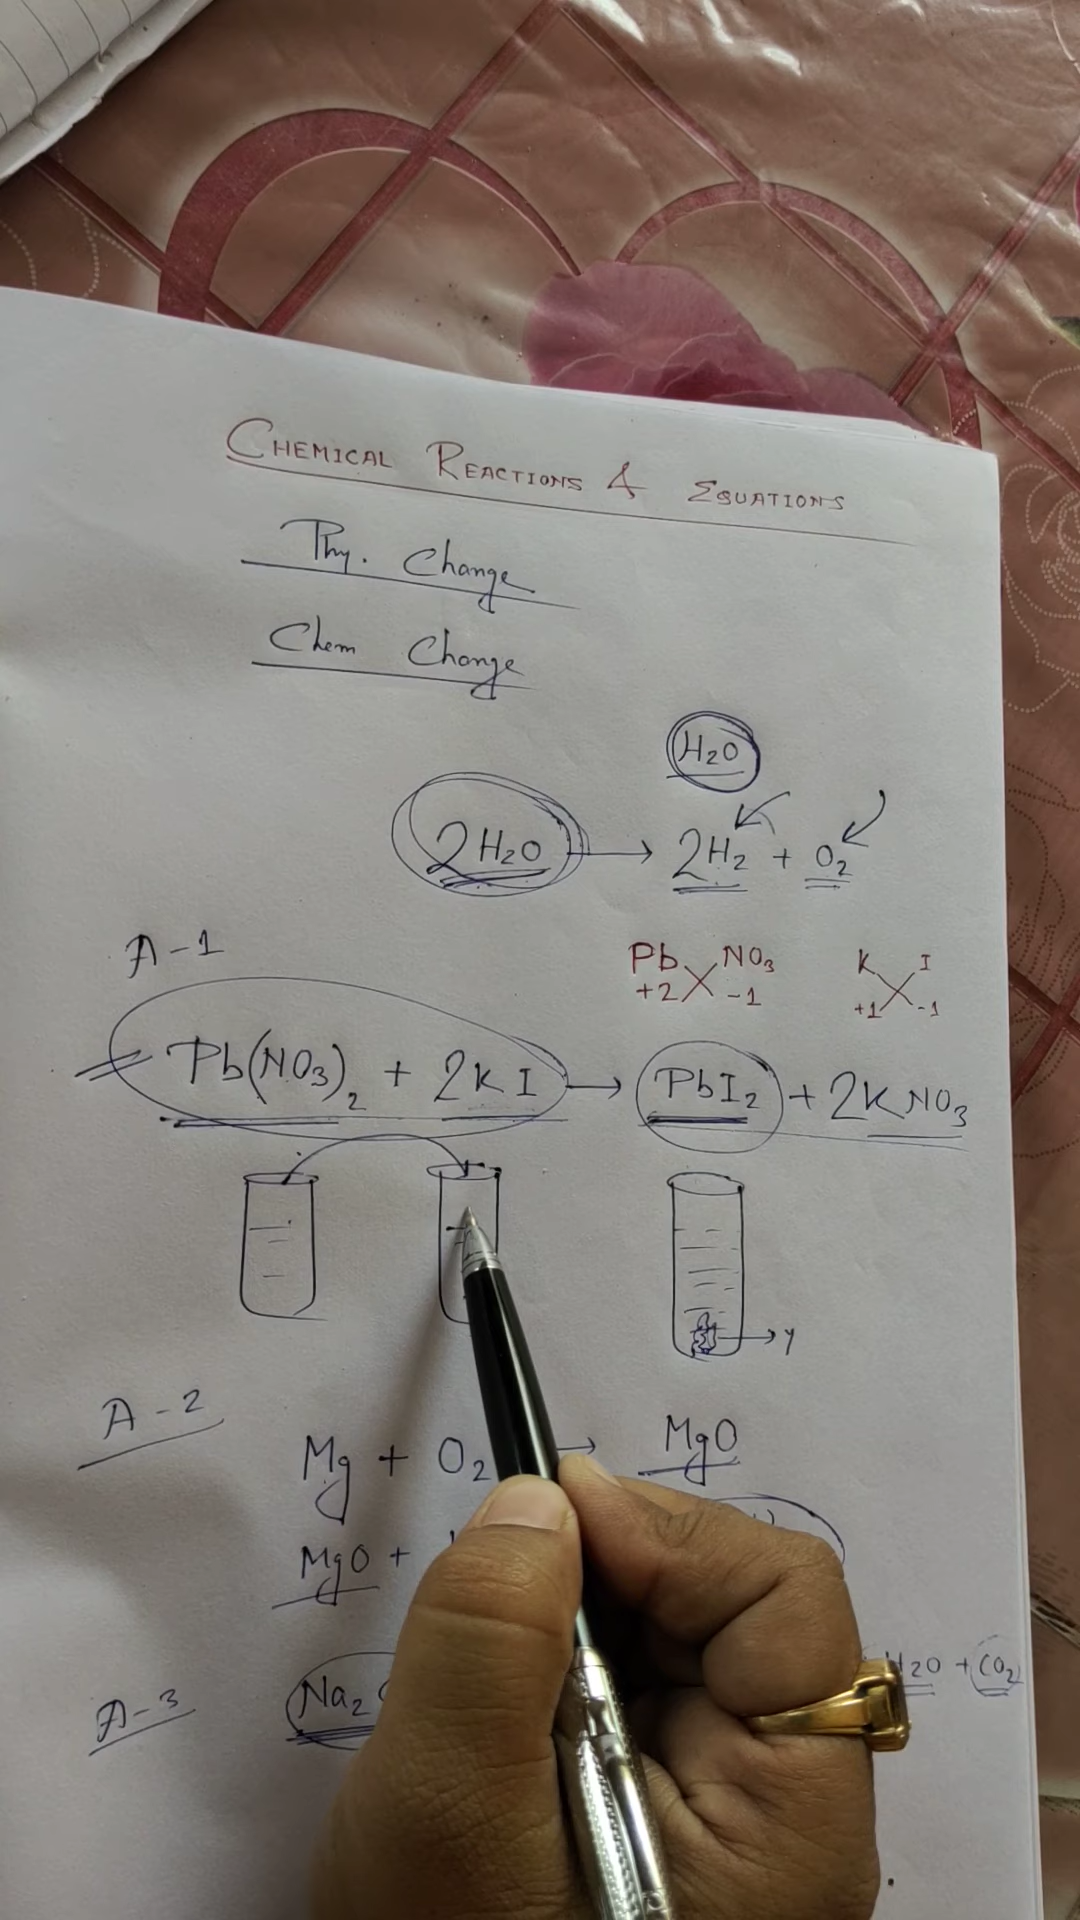 CHEMICAL REACTIONS & EQUATIONS
Phy. Change
Chem Change
H₂O
2H₂O → 2H₂ + O₂
A-1
Pb NO₃ K I
+2 -1 +1 -1
Pb(NO₃)₂ + 2KI → PbI₂ + 2KNO₃
→ y
A-2
Mg + O₂ → MgO
MgO +
A-3 Na₂ H₂O + CO₂